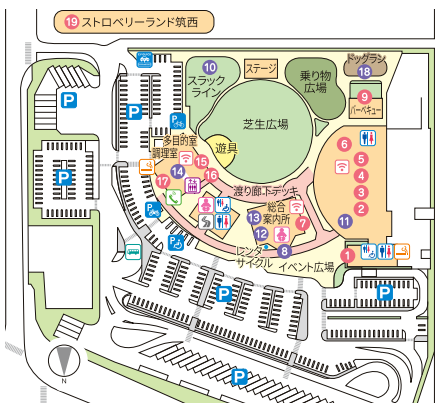 19 ストロベリーランド筑西
10
スラック
ライン
ステージ
乗り物
広場
ドッグラン
18
9
バーベキュー
P
P
P
芝生広場
遊具
多目的室
調理室
15
14
16
17
6
5
4
3
2
11
渡り廊下デッキ
総合
案内所
13
12
7
8
レンタ
サイクル
イベント広場
1
P
P
P
N